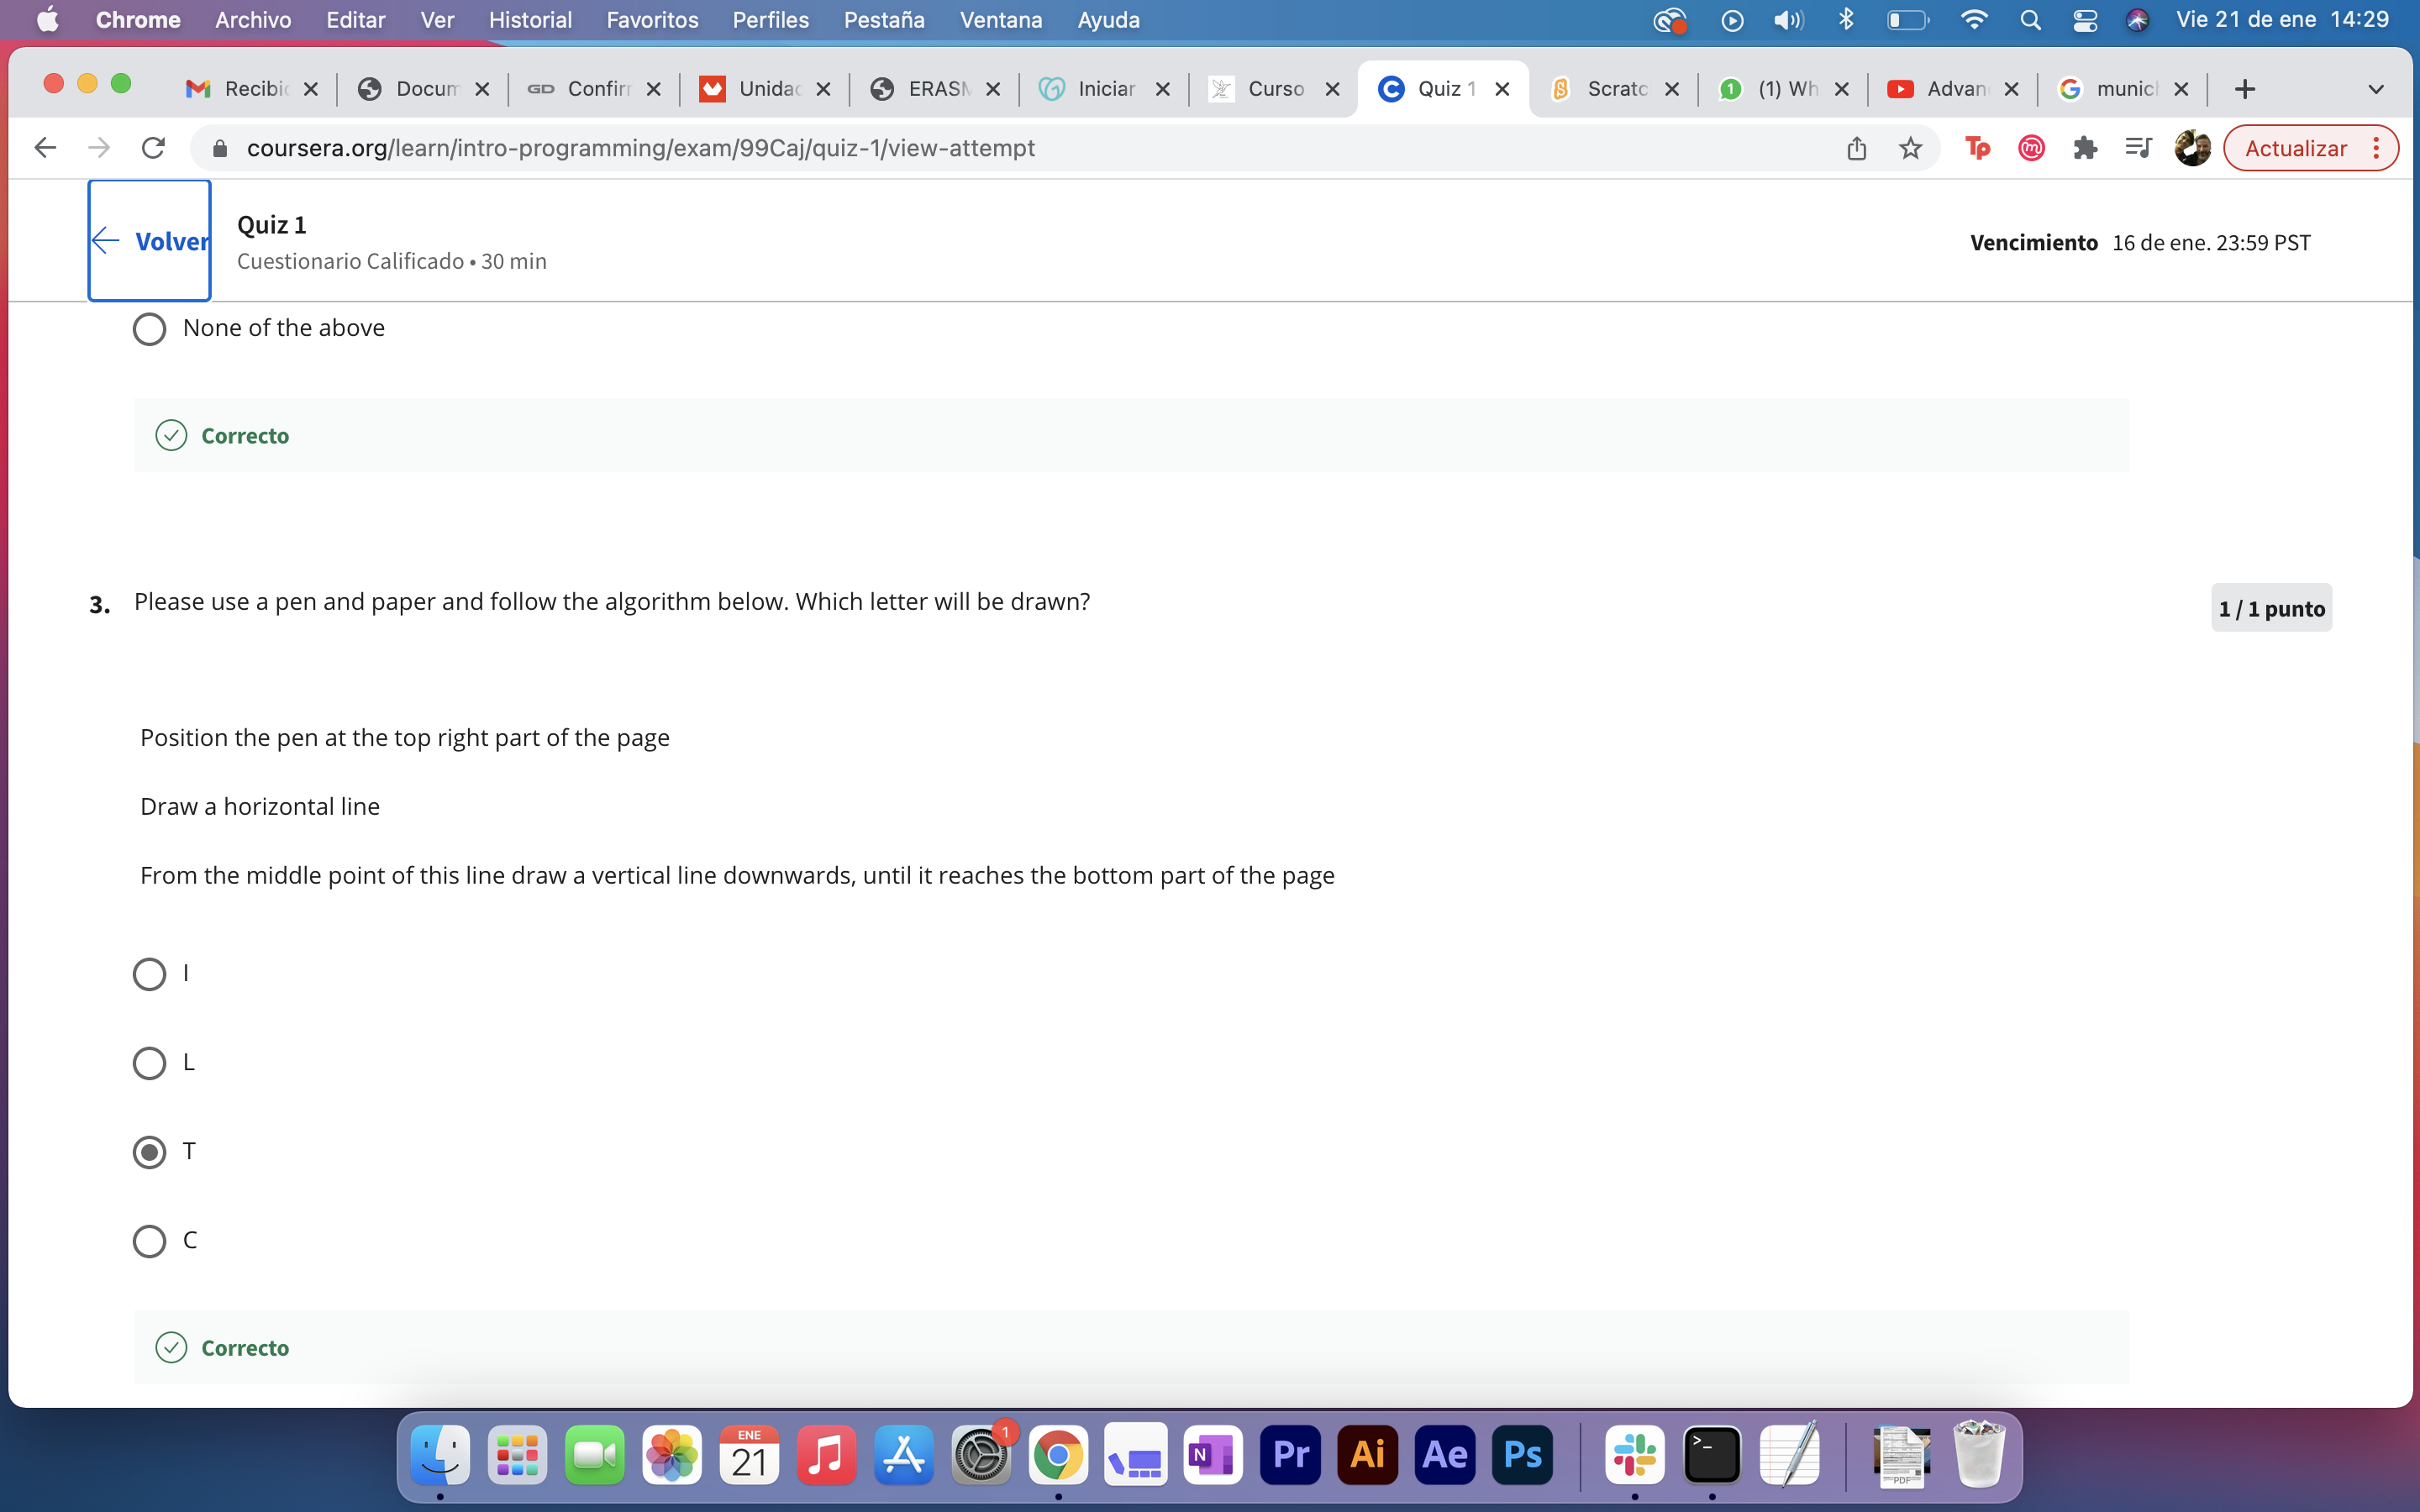 Chrome Archivo Editar Ver Historial Favoritos Perfiles Pestaña Ventana Ayuda Vie 21 de ene 14:29
Recibi Docum GD Confirr Unidad ERASM Iniciar Curso Quiz 1 Scratc (1) Wh Advan munic
coursera.org/learn/intro-programming/exam/99Caj/quiz-1/view-attempt Tp m Actualizar
Volver
Quiz 1
Cuestionario Calificado • 30 min
Vencimiento 16 de ene. 23:59 PST
None of the above
Correcto
3. Please use a pen and paper and follow the algorithm below. Which letter will be drawn?
1 / 1 punto
Position the pen at the top right part of the page
Draw a horizontal line
From the middle point of this line draw a vertical line downwards, until it reaches the bottom part of the page
I
L
T
C
Correcto
ENE
21
1
N
Pr Ai Ae Ps
>_
PDF